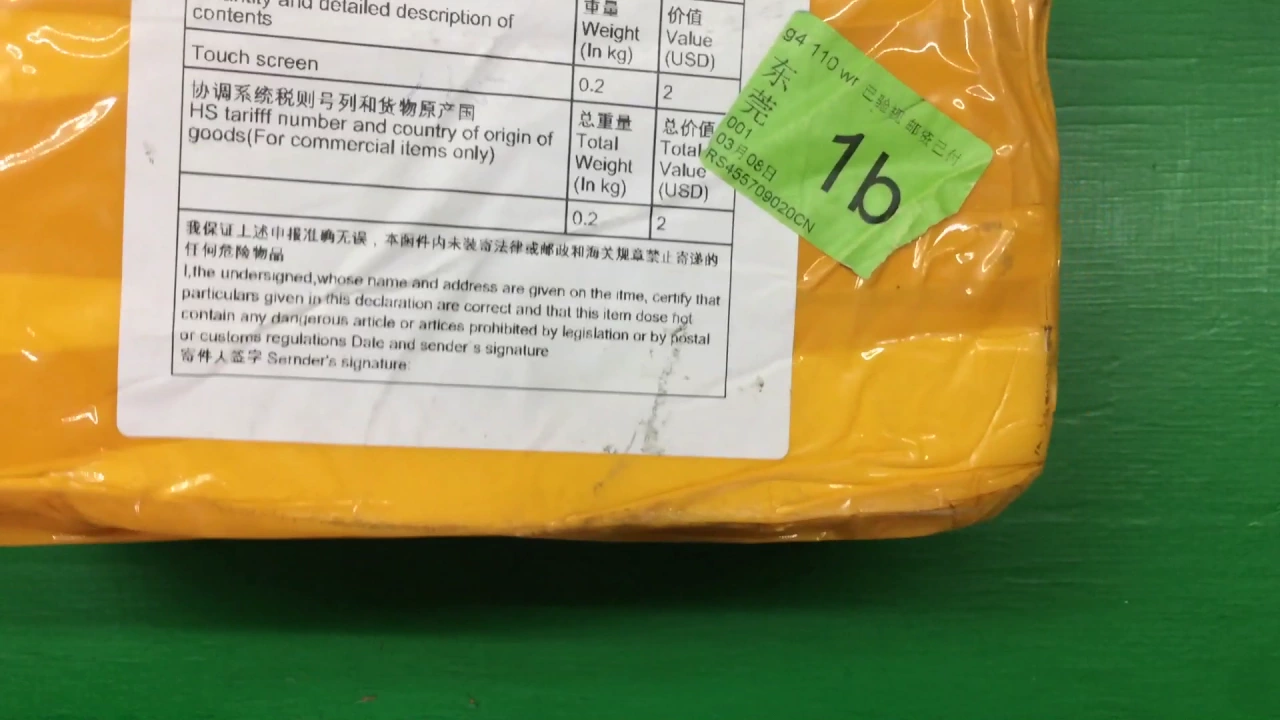 and detailed description of
contents
重量
Weight
(In kg)
价值
Value
(USD)
Touch screen
0.2
2
协调系统税则号列和货物原产国
HS tarifff number and country of origin of
goods(For commercial items only)
总重量
Total
Weight
(In kg)
总价值
Total
Value
(USD)
0.2
2
我保证上述申报准确无误，本函件内未装寄法律或邮政和海关规章禁止寄递的
任何危险物品
I,the undersigned,whose name and address are given on the itme, certify that
particulars given in this declaration are correct and that this item dose hot
contain any dangerous article or artices prohibited by legislation or by postal
or customs regulations Date and sender's signature
寄件人签字 Sernder's signature:
g4 110 wt 已验视
东莞
001
03月08日
RS455709020CN
1b